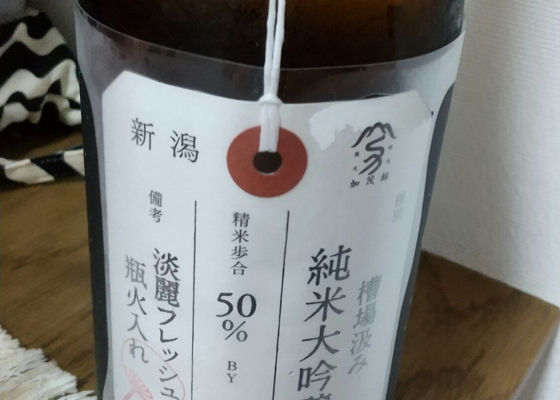 新潟
加茂錦
槽場汲み
純米大吟
精米歩合
50%
BY
備考
淡麗フレッシュ
瓶火入れ